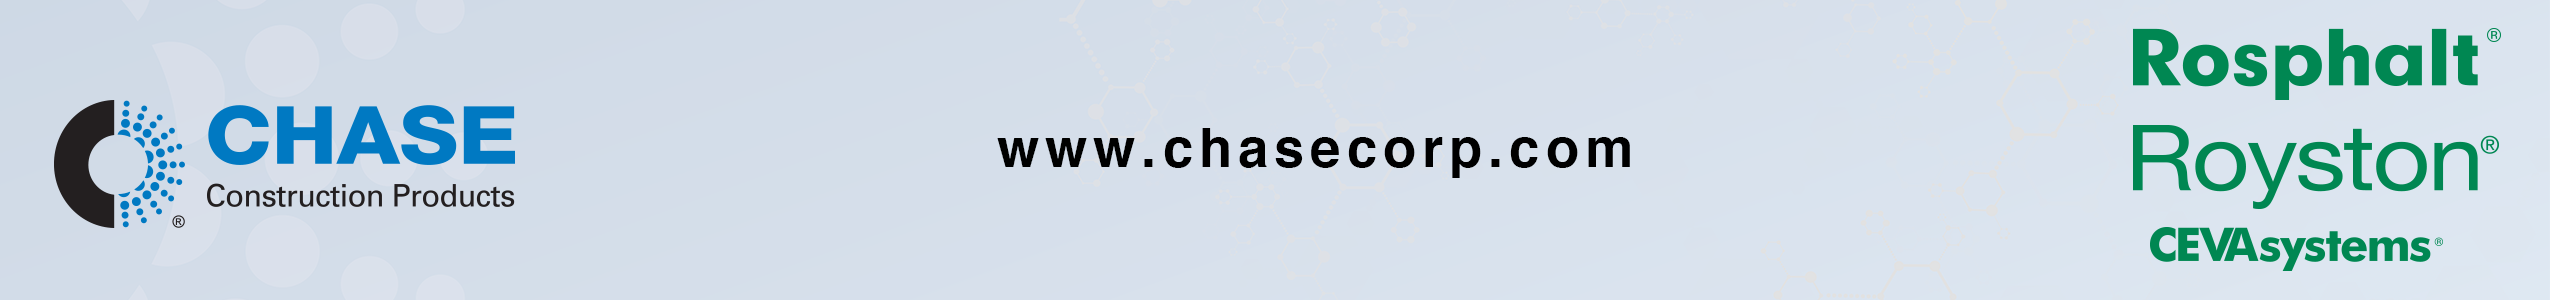 CHASE
Construction Products
®
www.chasecorp.com
Rosphalt®
Royston®
CEVAsystems®